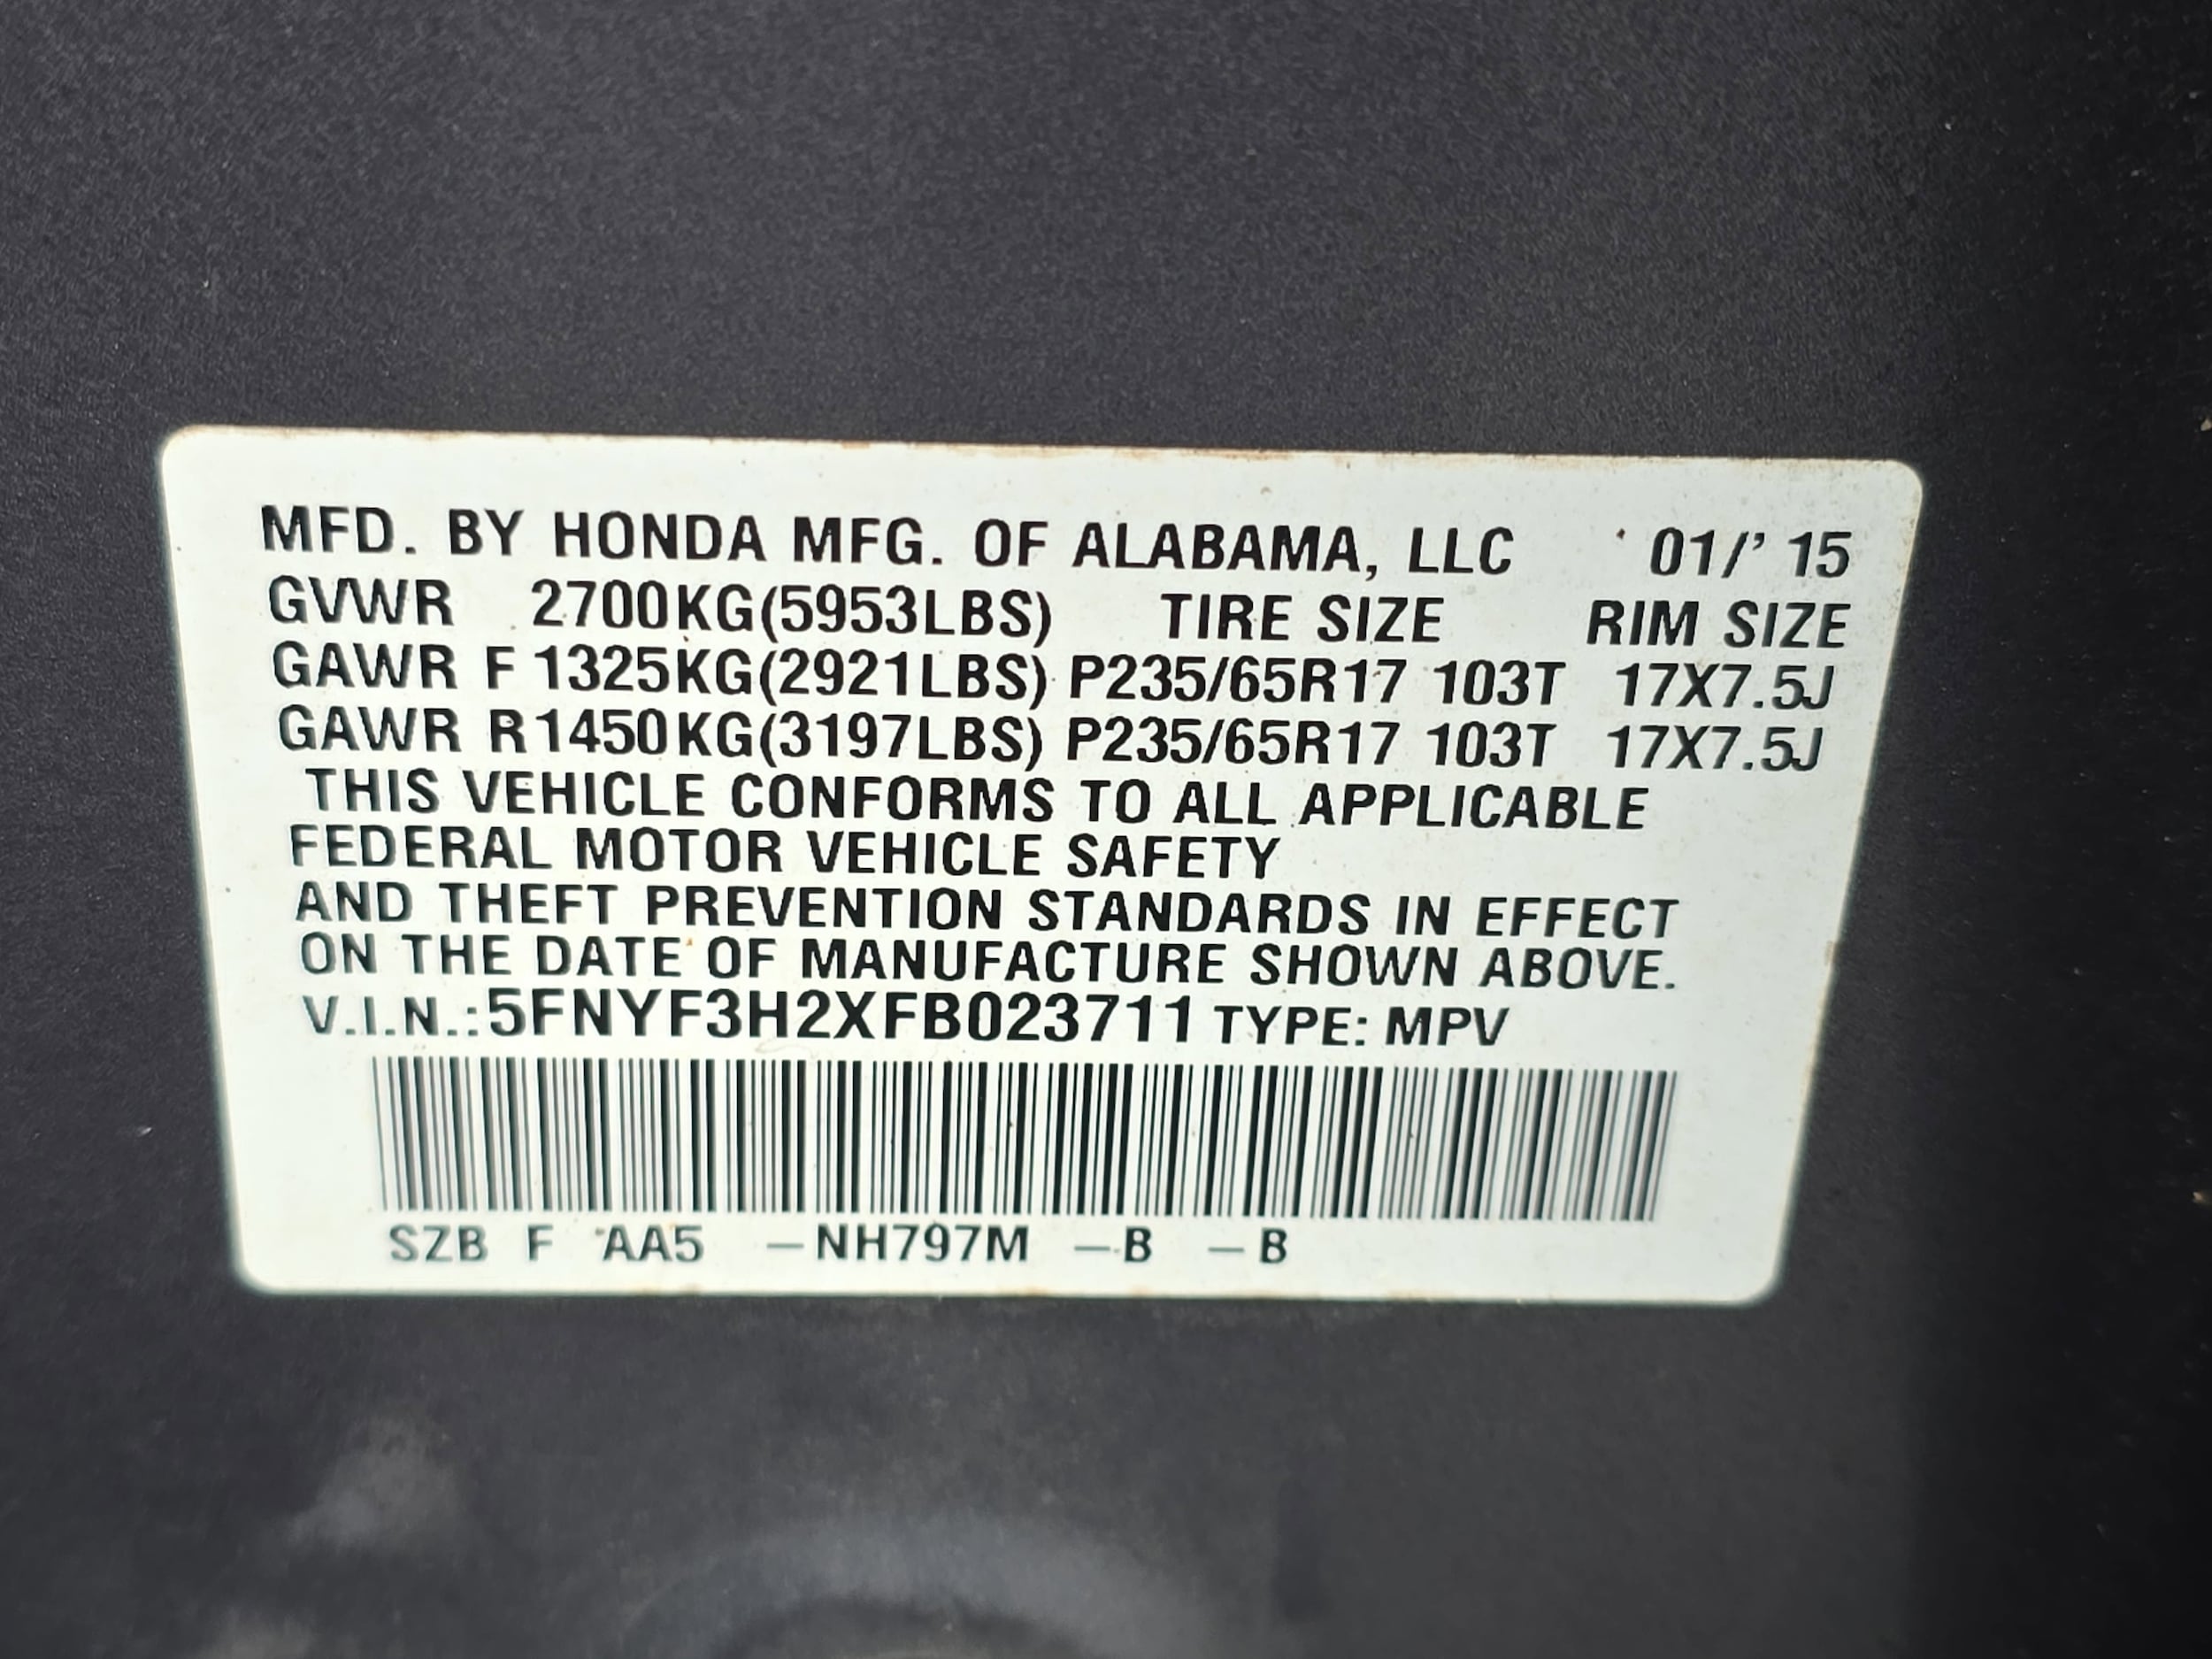 MFD. BY HONDA MFG. OF ALABAMA, LLC 01/'15
GVWR 2700KG(5953LBS) TIRE SIZE RIM SIZE
GAWR F 1325KG(2921LBS) P235/65R17 103T 17X7.5J
GAWR R1450KG(3197LBS) P235/65R17 103T 17X7.5J
THIS VEHICLE CONFORMS TO ALL APPLICABLE
FEDERAL MOTOR VEHICLE SAFETY
AND THEFT PREVENTION STANDARDS IN EFFECT
ON THE DATE OF MANUFACTURE SHOWN ABOVE.
V.I.N.:5FNYF3H2XFB023711 TYPE: MPV
SZB F AA5 –NH797M –B –B